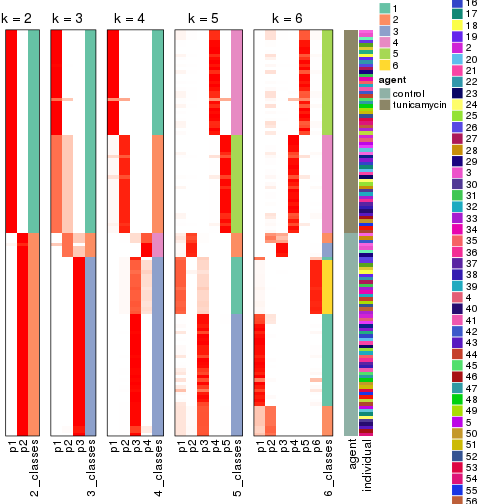 k = 2
k = 3
k = 4
k = 5
k = 6
p1
p2
2_classes
p1
p2
p3
3_classes
p1
p2
p3
p4
4_classes
p1
p2
p3
p4
p5
5_classes
p1
p2
p3
p4
p5
p6
6_classes
agent
individual
1
2
3
4
5
6
agent
control
tunicamycin
16
17
18
19
2
20
21
22
23
24
25
26
27
28
29
3
30
31
32
33
34
35
36
37
38
39
4
40
41
42
43
44
45
46
47
48
49
5
50
51
52
53
54
55
56